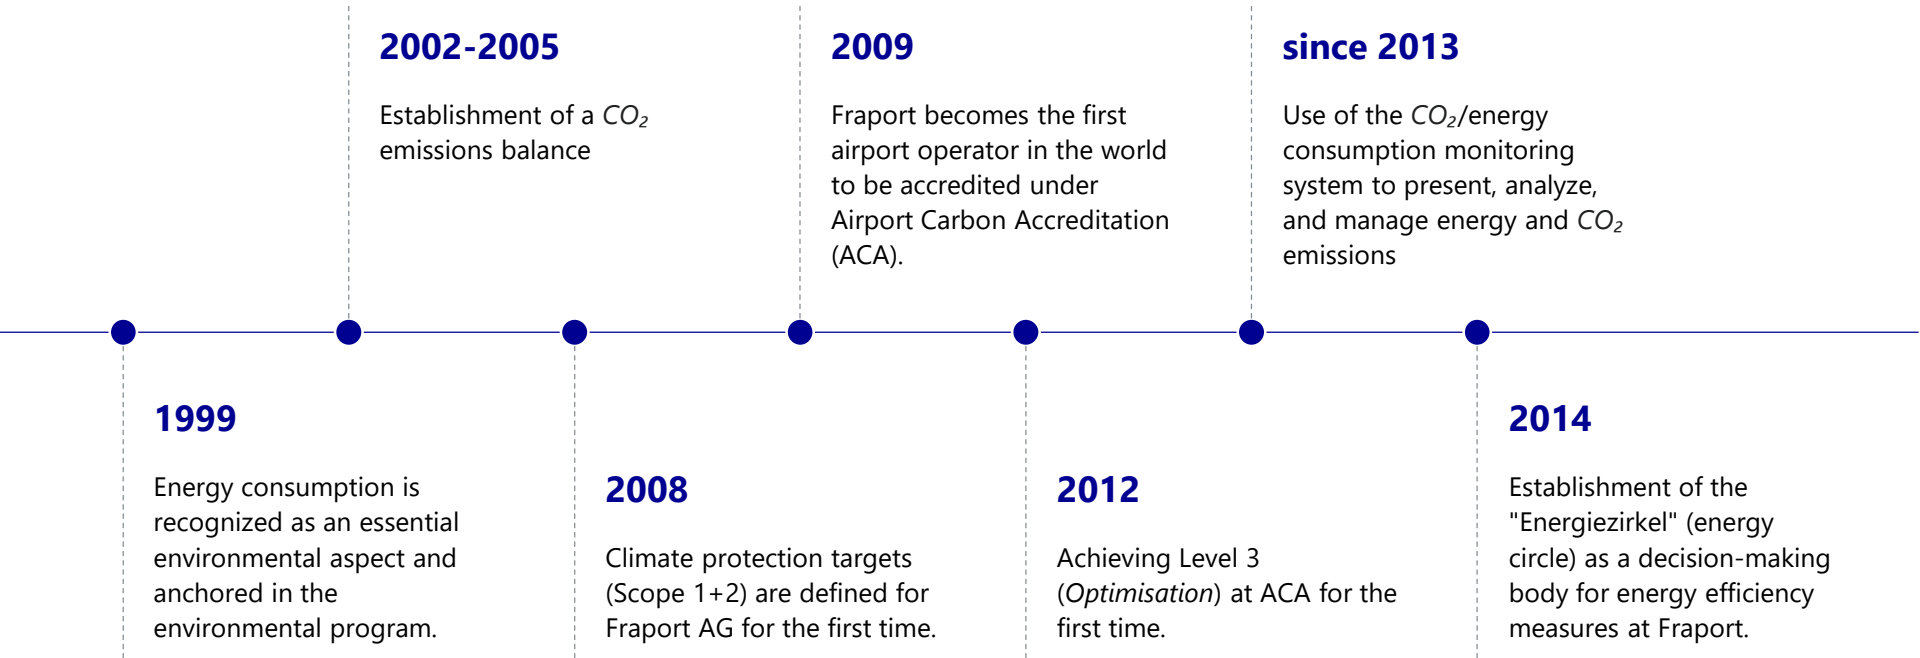 1999
Energy consumption is
recognized as an essential
environmental aspect and
anchored in the
environmental program.
2002-2005
Establishment of a CO₂
emissions balance
2008
Climate protection targets
(Scope 1+2) are defined for
Fraport AG for the first time.
2009
Fraport becomes the first
airport operator in the world
to be accredited under
Airport Carbon Accreditation
(ACA).
2012
Achieving Level 3
(Optimisation) at ACA for the
first time.
since 2013
Use of the CO₂/energy
consumption monitoring
system to present, analyze,
and manage energy and CO₂
emissions
2014
Establishment of the
"Energiezirkel" (energy
circle) as a decision-making
body for energy efficiency
measures at Fraport.